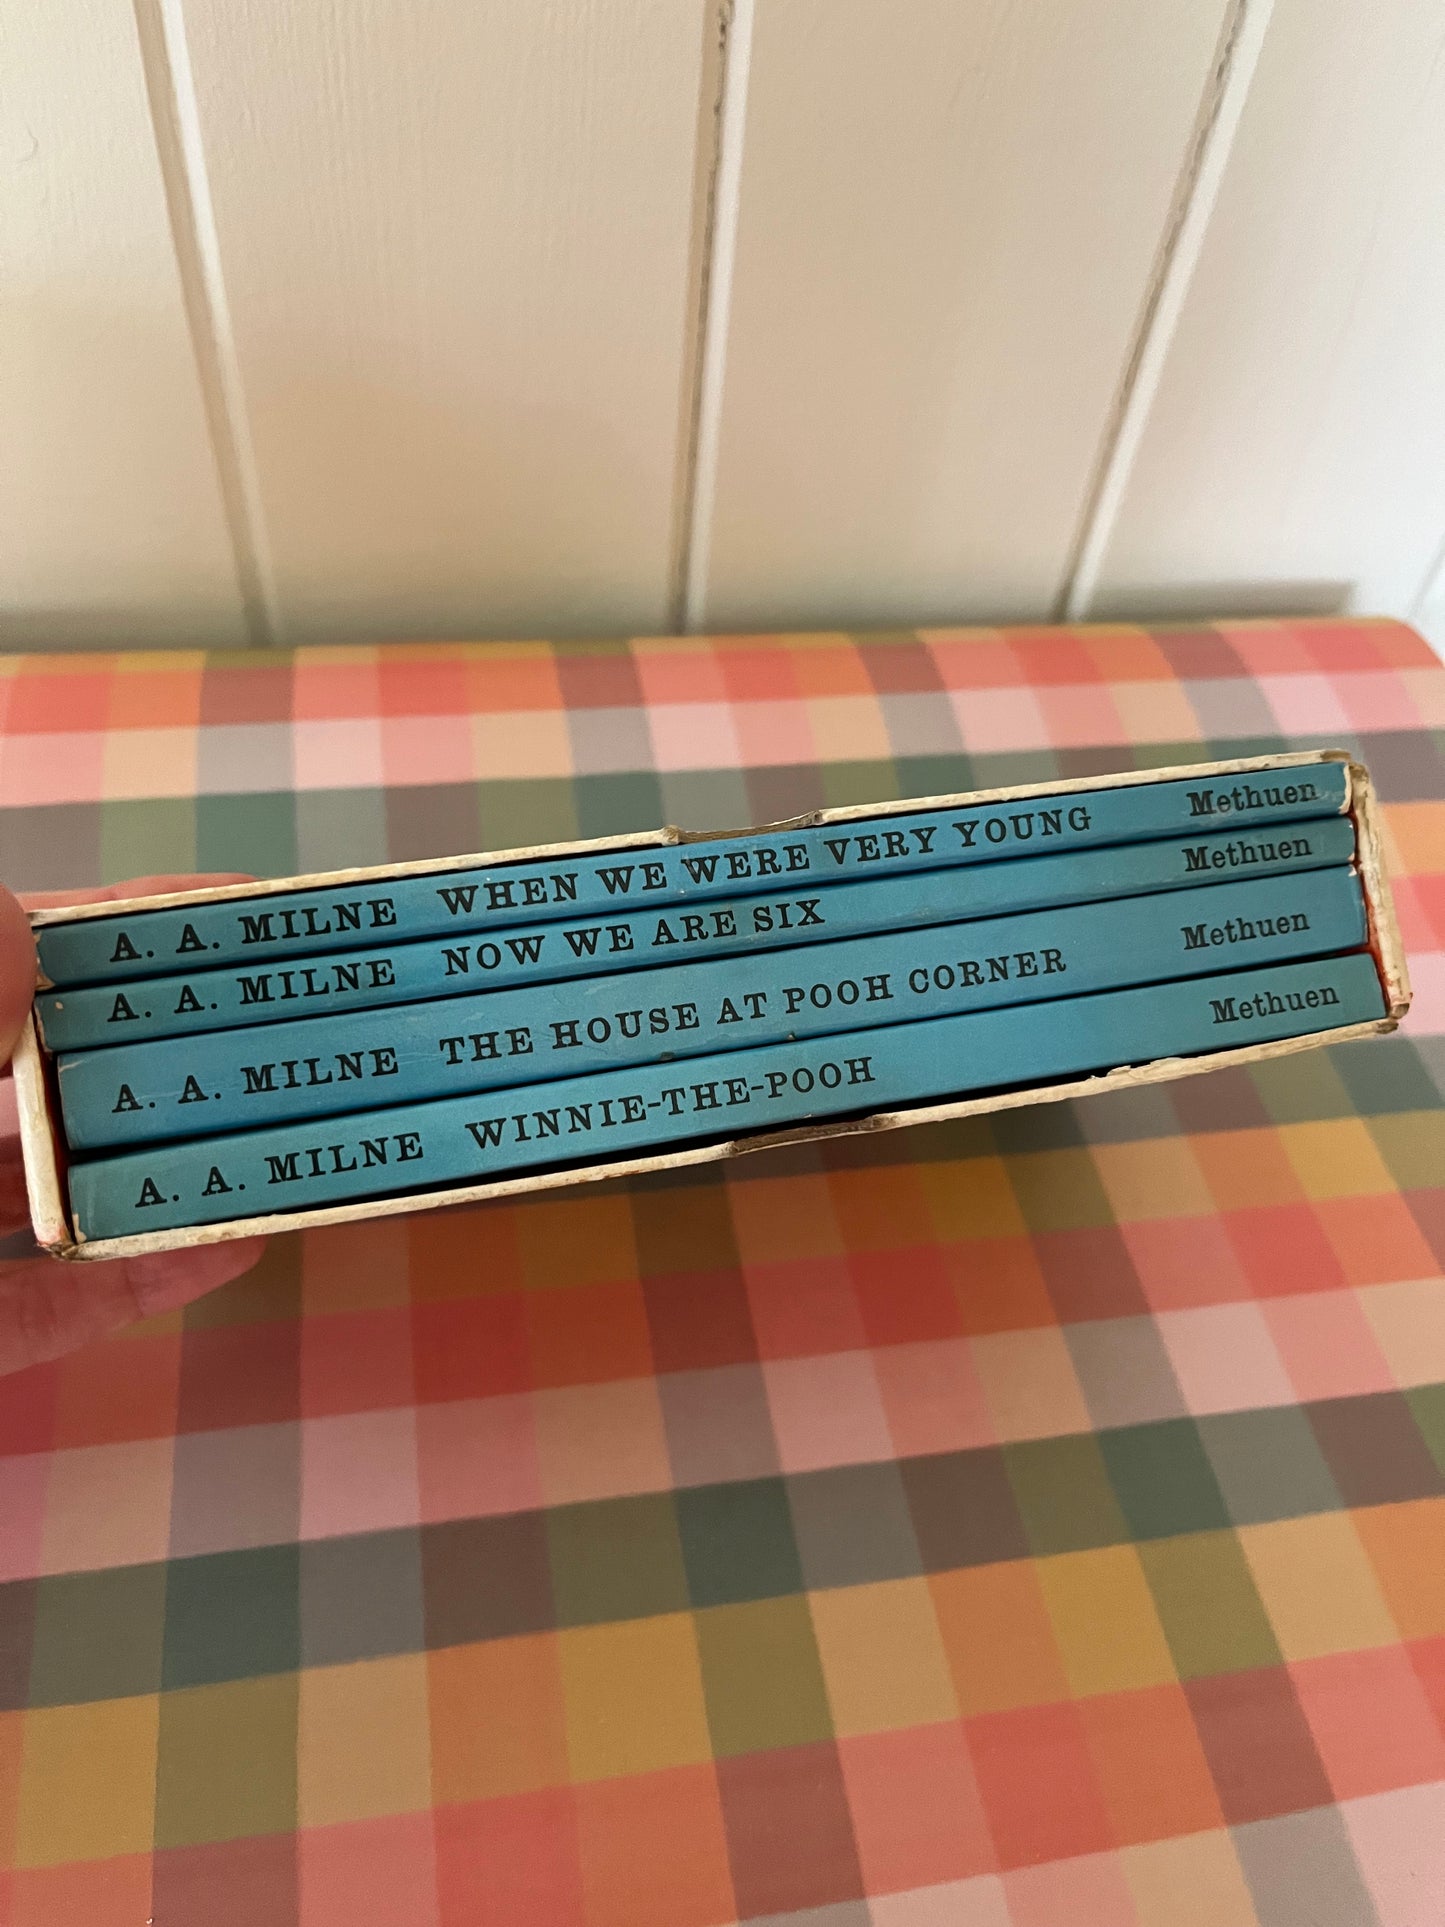 A. A. MILNE WHEN WE WERE VERY YOUNG Methuen
A. A. MILNE NOW WE ARE SIX Methuen
A. A. MILNE THE HOUSE AT POOH CORNER Methuen
A. A. MILNE WINNIE-THE-POOH Methuen